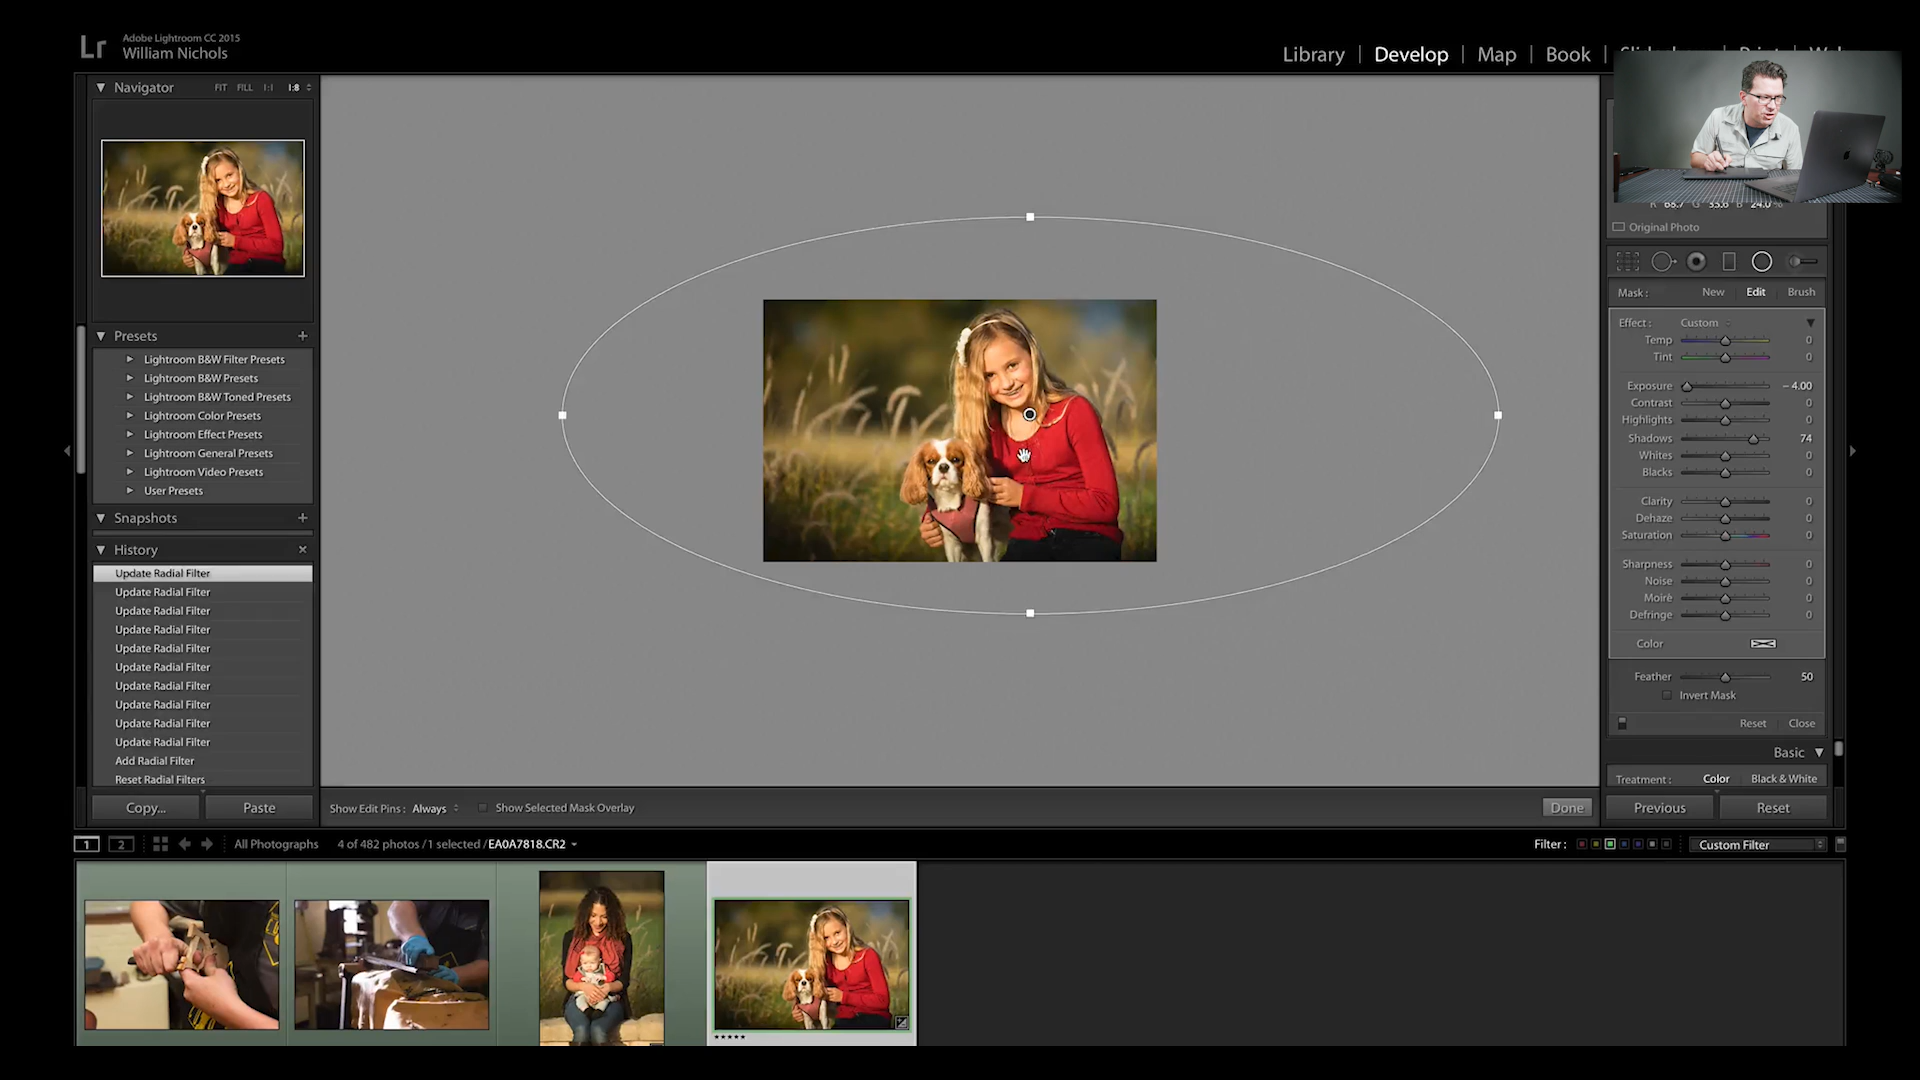 Lr
Adobe Lightroom CC 2015
William Nichols
Library | Develop | Map | Book |
Navigator FIT FILL 1:1 1:8
Original Photo
Mask : New Edit Brush
Effect : Custom
Temp 0
Tint 0
Exposure – 4.00
Contrast 0
Highlights 0
Shadows 74
Whites 0
Blacks 0
Clarity 0
Dehaze 0
Saturation 0
Sharpness 0
Noise 0
Moiré 0
Defringe 0
Color
Feather 50
Invert Mask
Reset Close
Basic
Treatment : Color Black & White
Previous Reset
Presets +
Lightroom B&W Filter Presets
Lightroom B&W Presets
Lightroom B&W Toned Presets
Lightroom Color Presets
Lightroom Effect Presets
Lightroom General Presets
Lightroom Video Presets
User Presets
Snapshots +
History ×
Update Radial Filter
Update Radial Filter
Update Radial Filter
Update Radial Filter
Update Radial Filter
Update Radial Filter
Update Radial Filter
Update Radial Filter
Update Radial Filter
Update Radial Filter
Add Radial Filter
Reset Radial Filters
Copy... Paste
Show Edit Pins : Always Show Selected Mask Overlay Done
1 2 All Photographs 4 of 482 photos / 1 selected / EA0A7818.CR2
Filter : Custom Filter